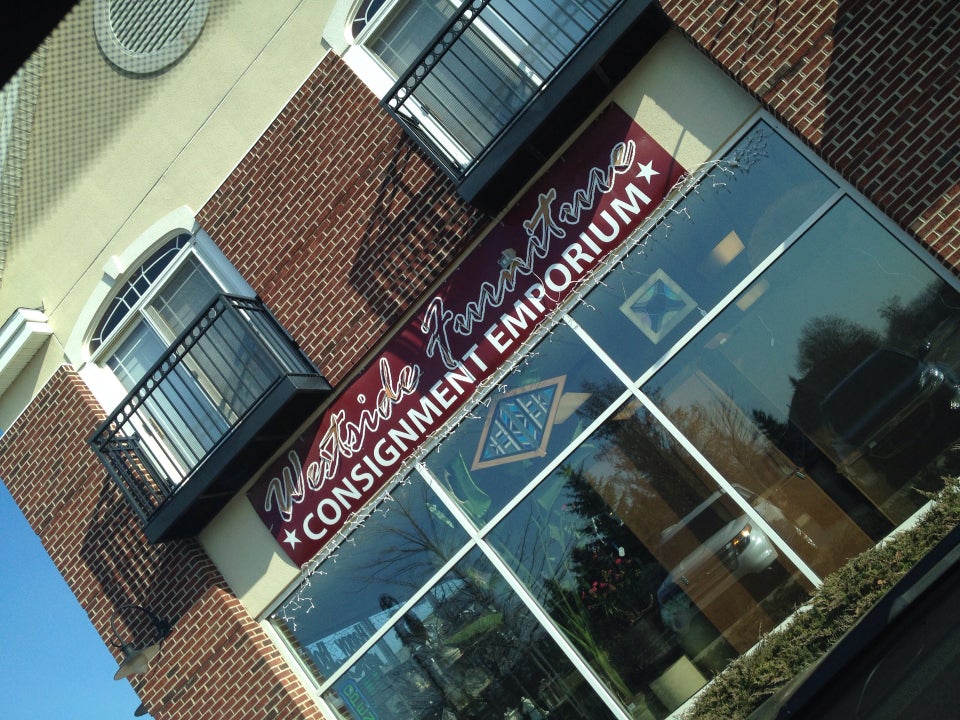 Westside Furniture
★ CONSIGNMENT EMPORIUM ★